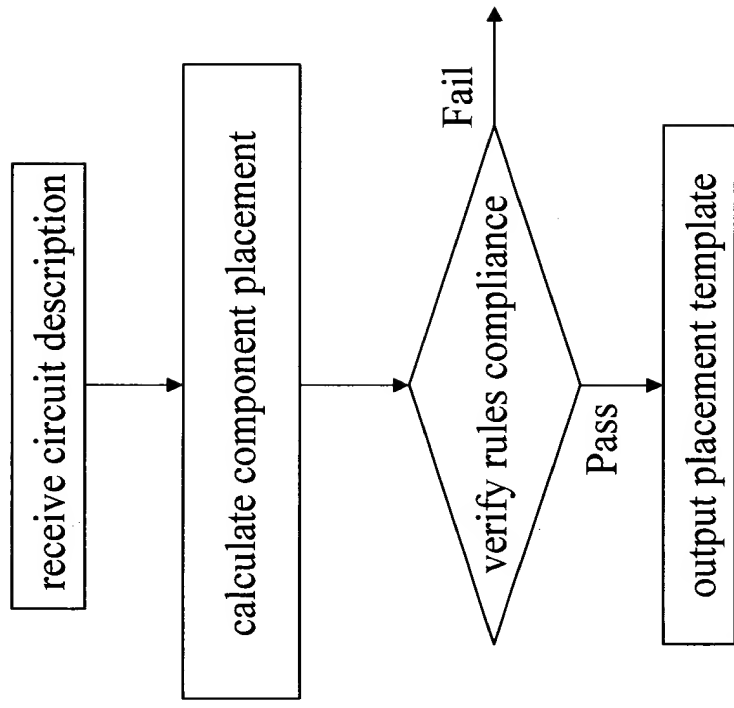 receive circuit description
calculate component placement
verify rules compliance
Fail
Pass
output placement template